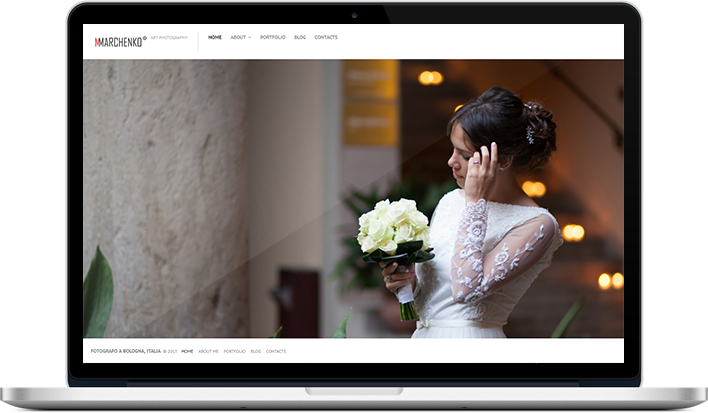 MMARCHENKO ART PHOTOGRAPHY HOME ABOUT PORTFOLIO BLOG CONTACTS
FOTOGRAFO A BOLOGNA, ITALIA © 2017. HOME ABOUT ME PORTFOLIO BLOG CONTACTS